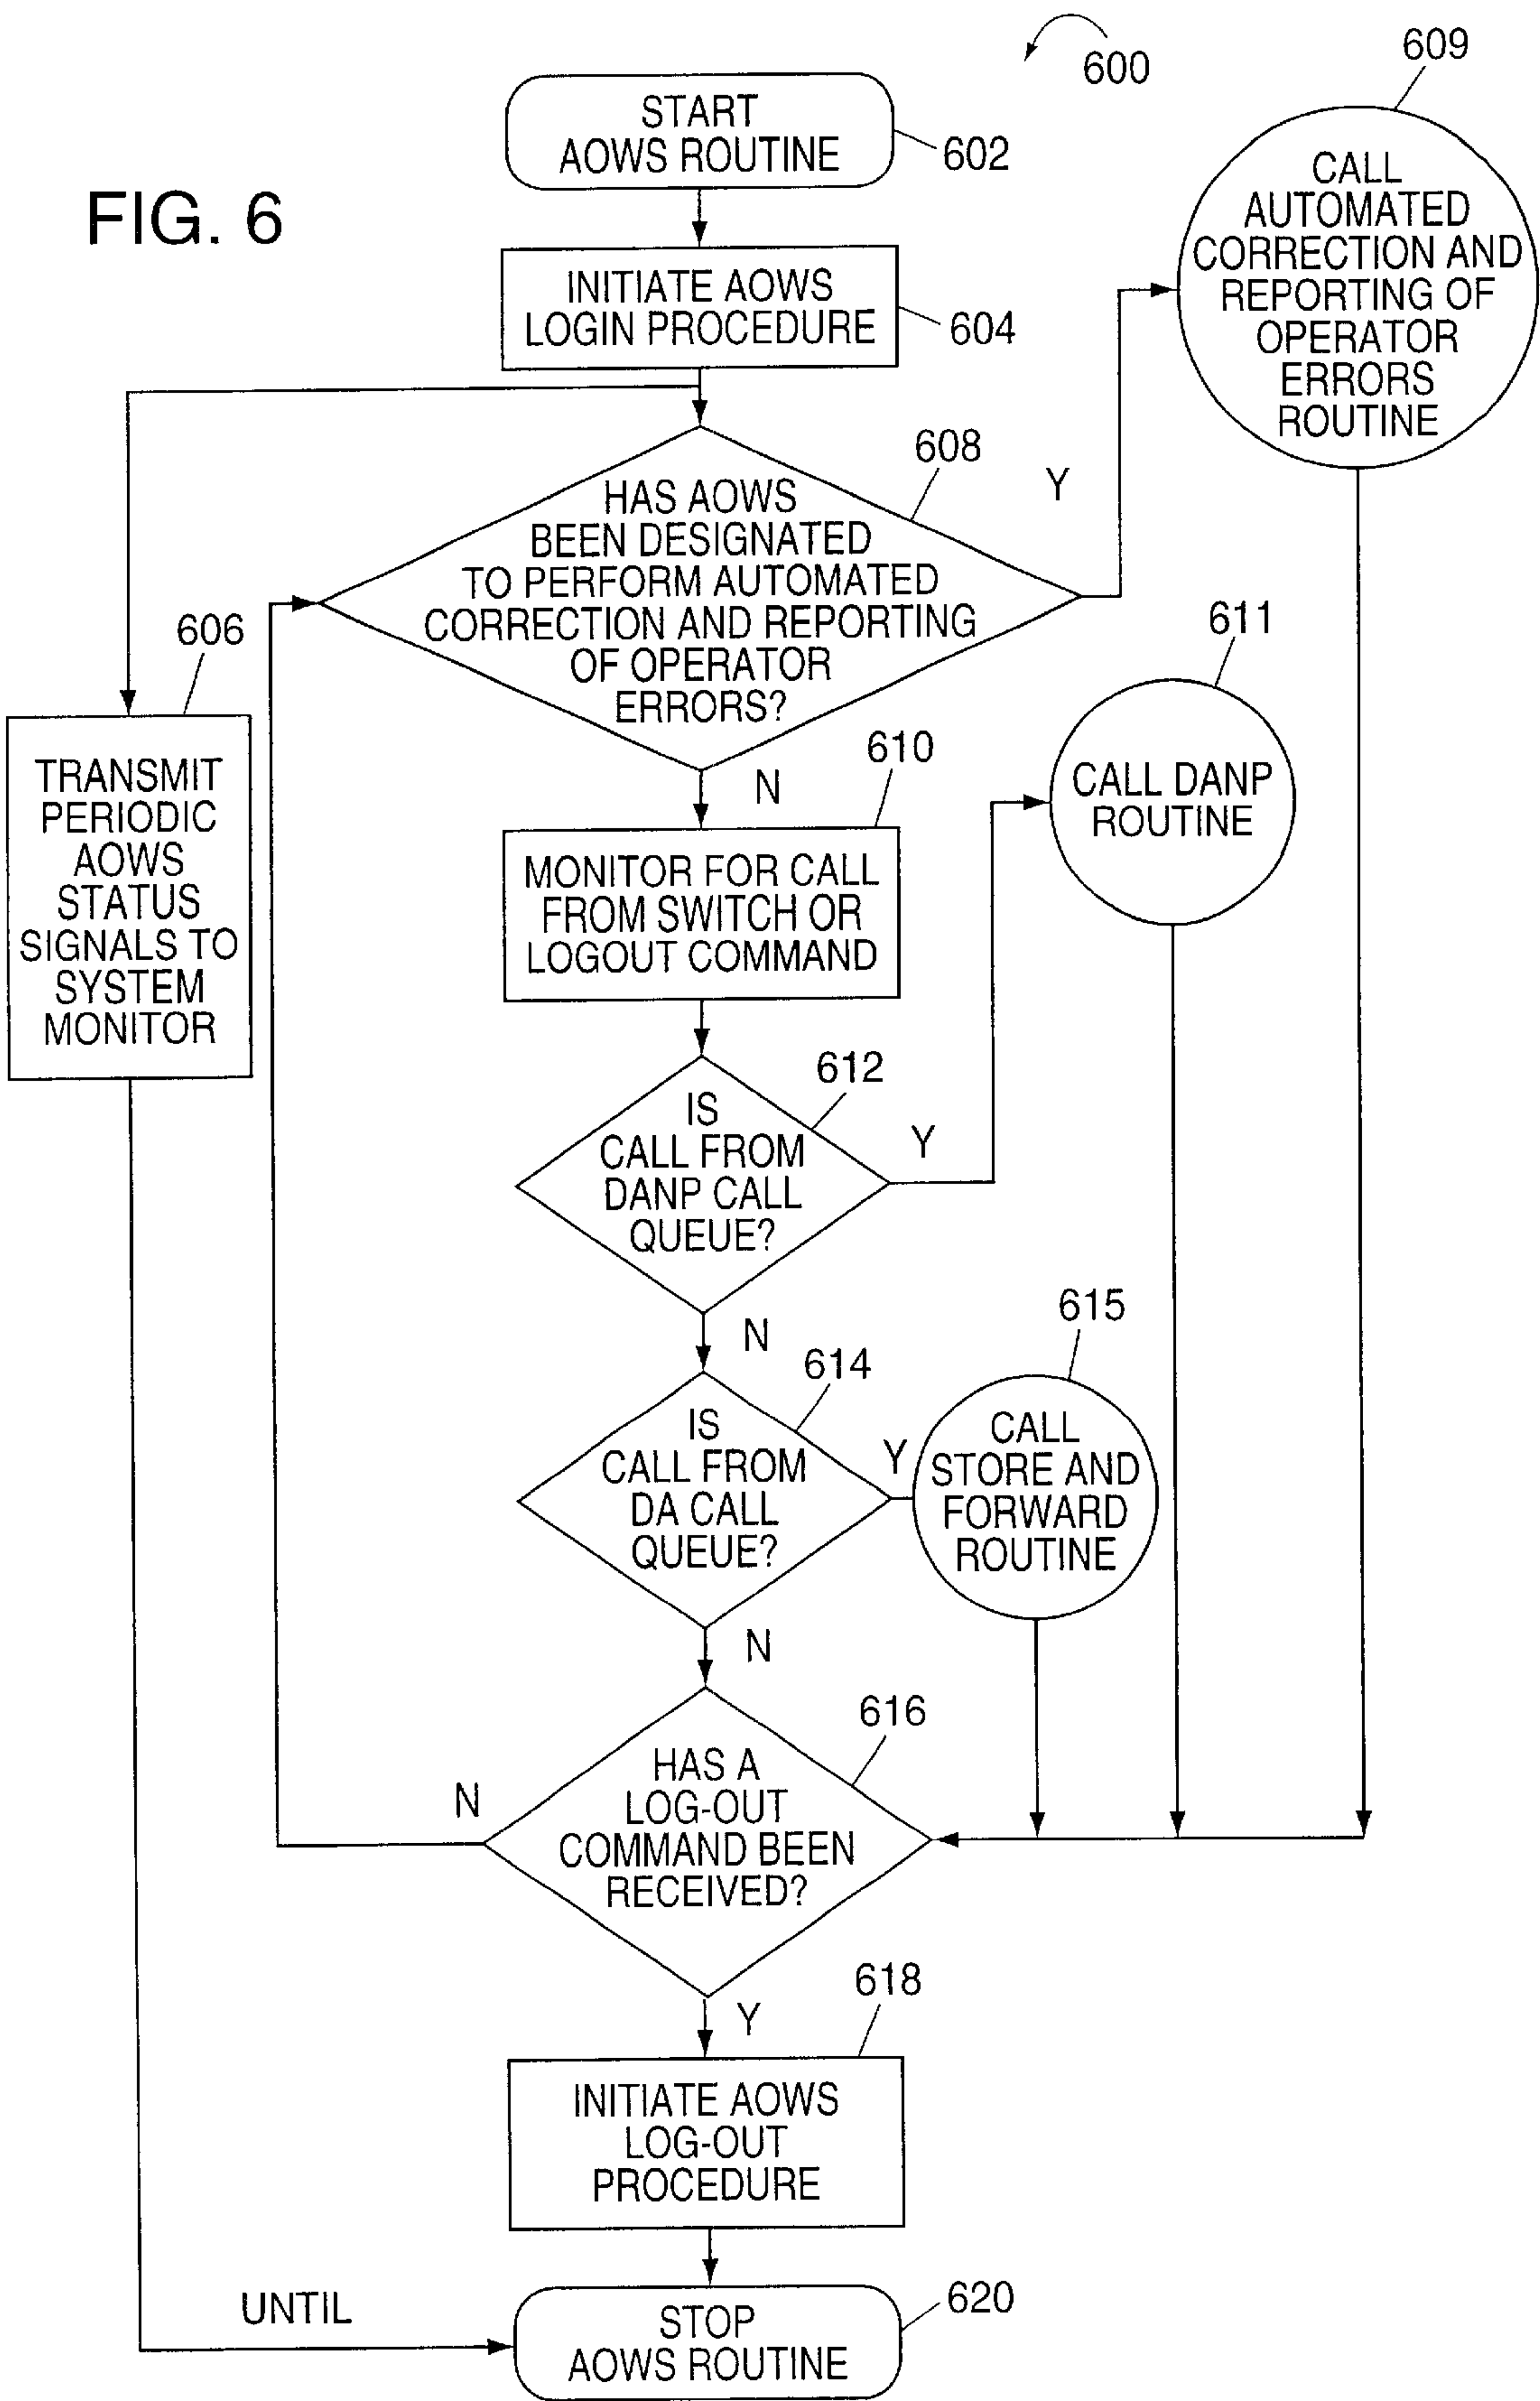 600
609
START
AOWS ROUTINE
602
CALL
AUTOMATED
CORRECTION AND
REPORTING OF
OPERATOR
ERRORS
ROUTINE
FIG. 6
INITIATE AOWS
LOGIN PROCEDURE
604
608
Y
HAS AOWS
BEEN DESIGNATED
TO PERFORM AUTOMATED
CORRECTION AND REPORTING
OF OPERATOR
ERRORS?
606
TRANSMIT
PERIODIC
AOWS
STATUS
SIGNALS TO
SYSTEM
MONITOR
611
CALL DANP
ROUTINE
N
610
MONITOR FOR CALL
FROM SWITCH OR
LOGOUT COMMAND
612
IS
CALL FROM
DANP CALL
QUEUE?
Y
N
614
615
IS
CALL FROM
DA CALL
QUEUE?
Y
CALL
STORE AND
FORWARD
ROUTINE
N
616
HAS A
LOG-OUT
COMMAND BEEN
RECEIVED?
N
Y
618
INITIATE AOWS
LOG-OUT
PROCEDURE
UNTIL
STOP
AOWS ROUTINE
620